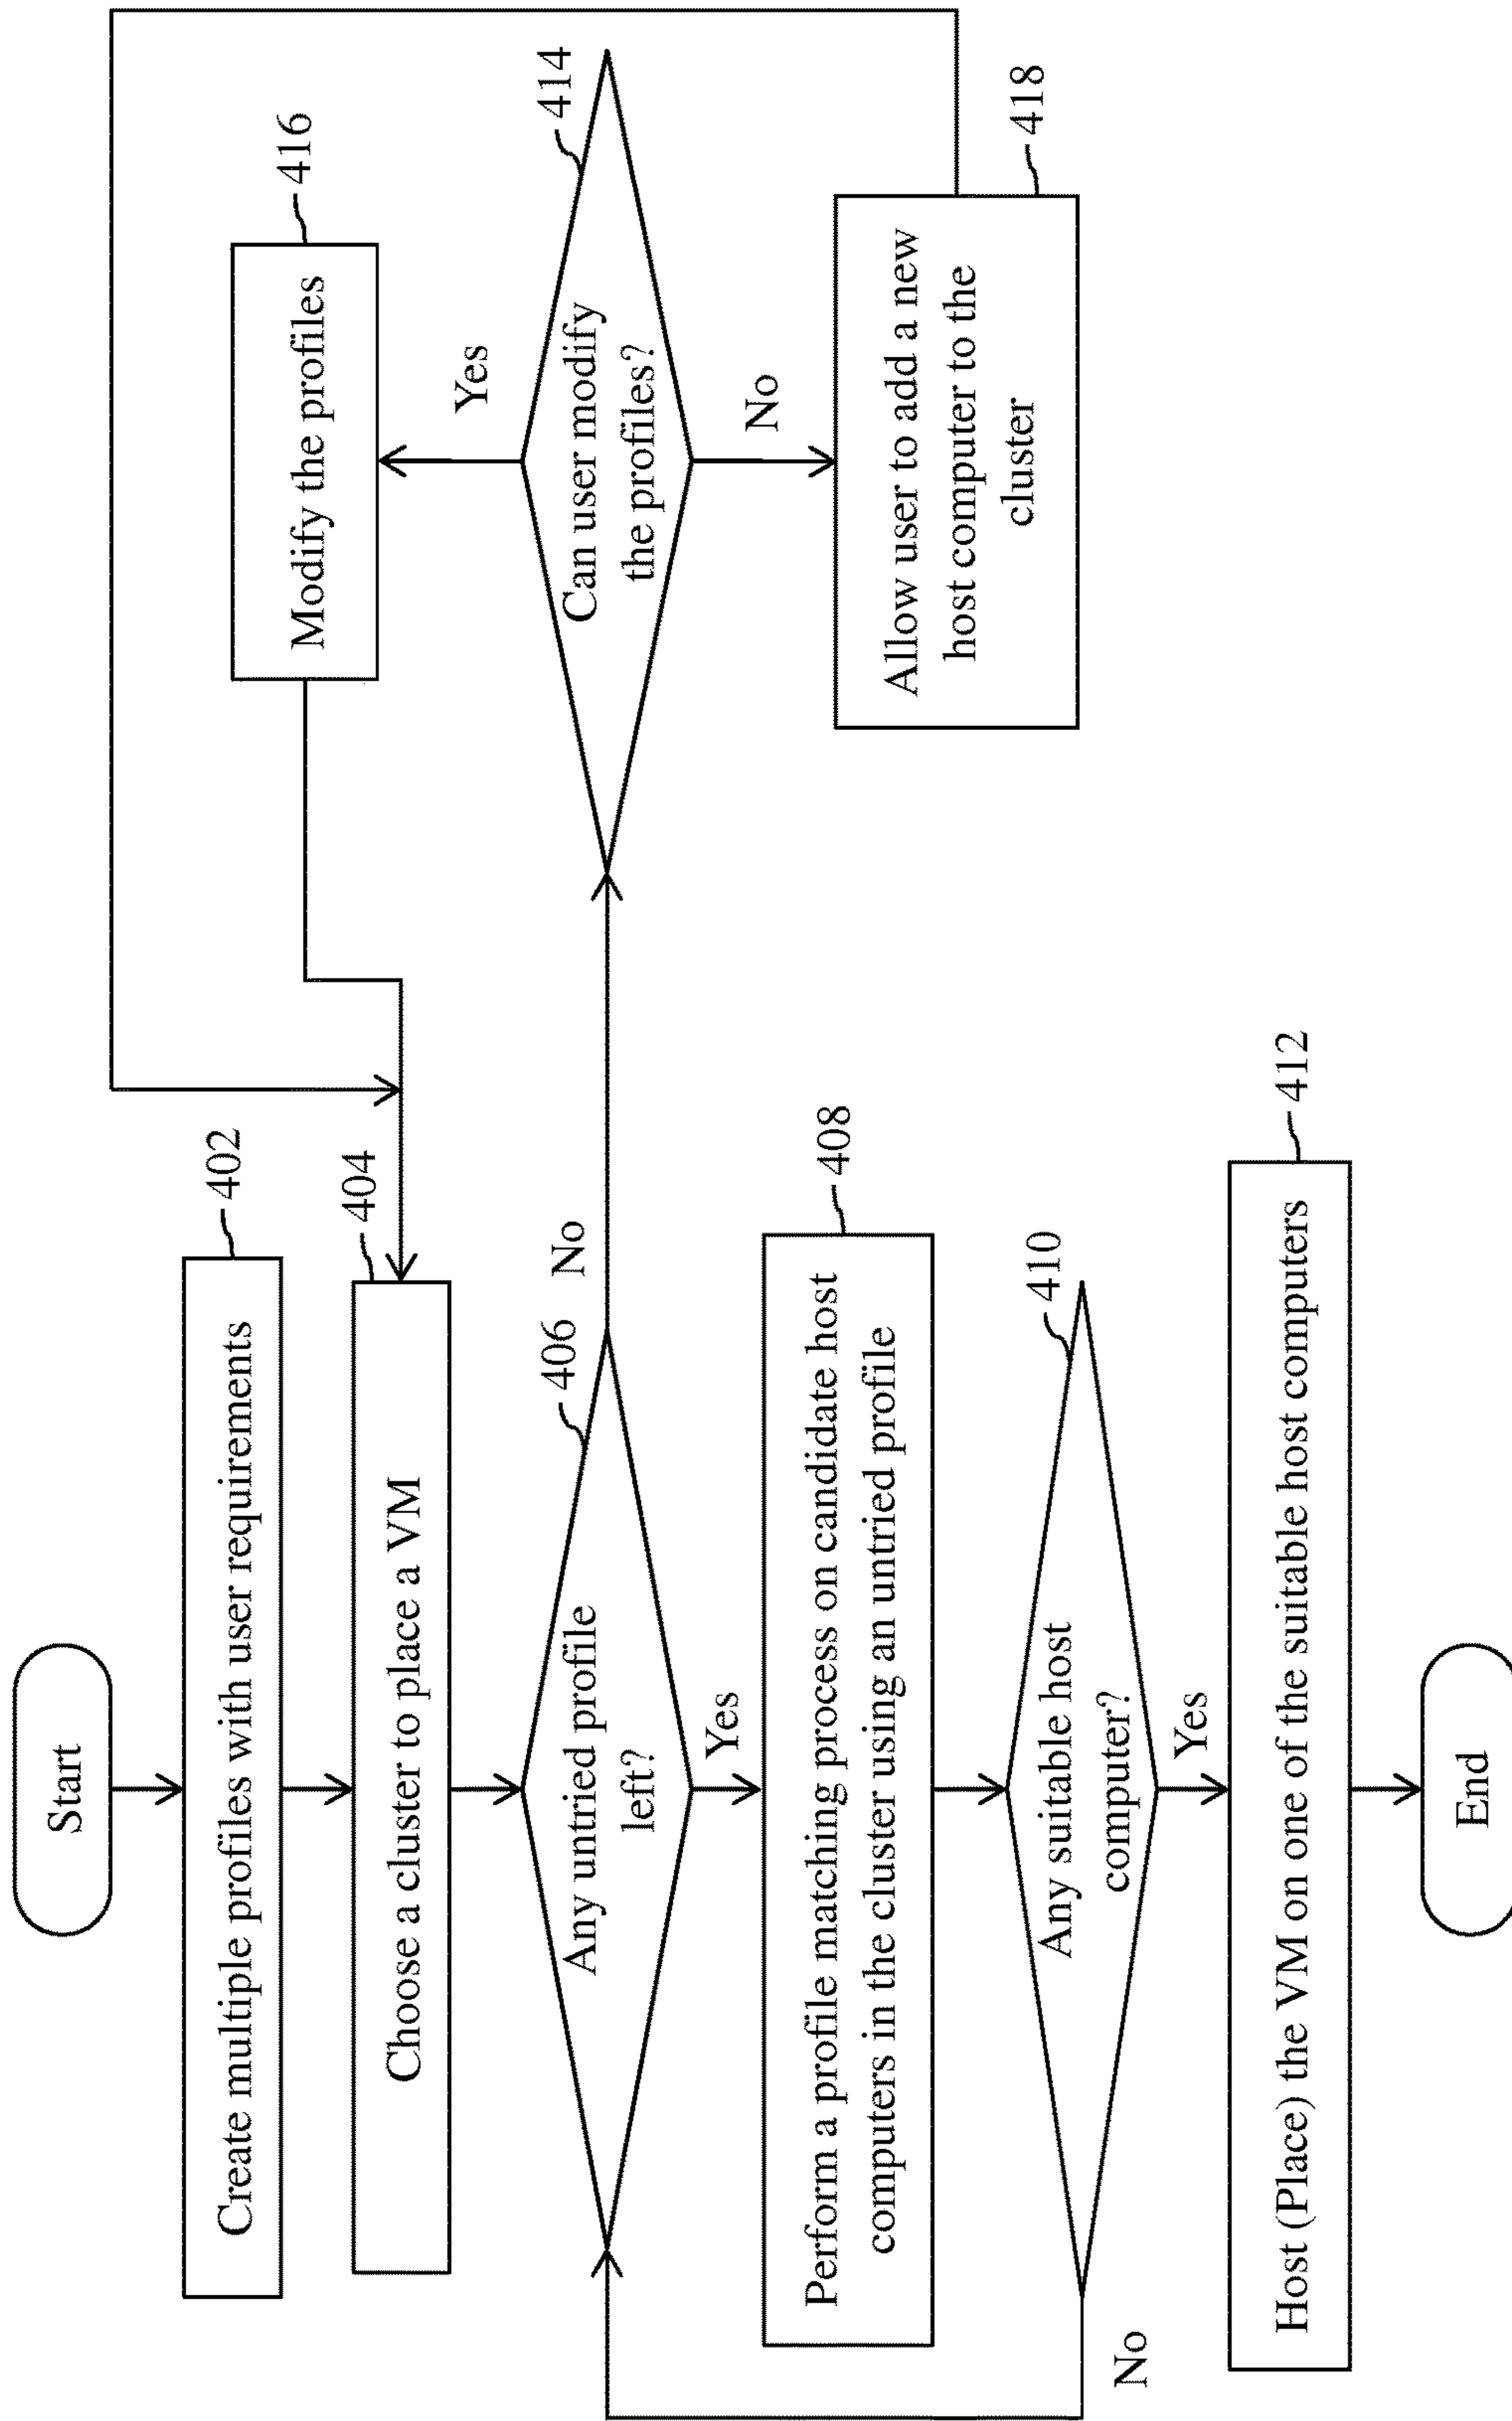 Start
402
Create multiple profiles with user requirements
404
Choose a cluster to place a VM
406
Any untried profile
left?
No
Yes
408
Perform a profile matching process on candidate host
computers in the cluster using an untried profile
410
Any suitable host
computer?
No
Yes
412
Host (Place) the VM on one of the suitable host computers
End
414
Can user modify
the profiles?
Yes
No
416
Modify the profiles
418
Allow user to add a new
host computer to the
cluster